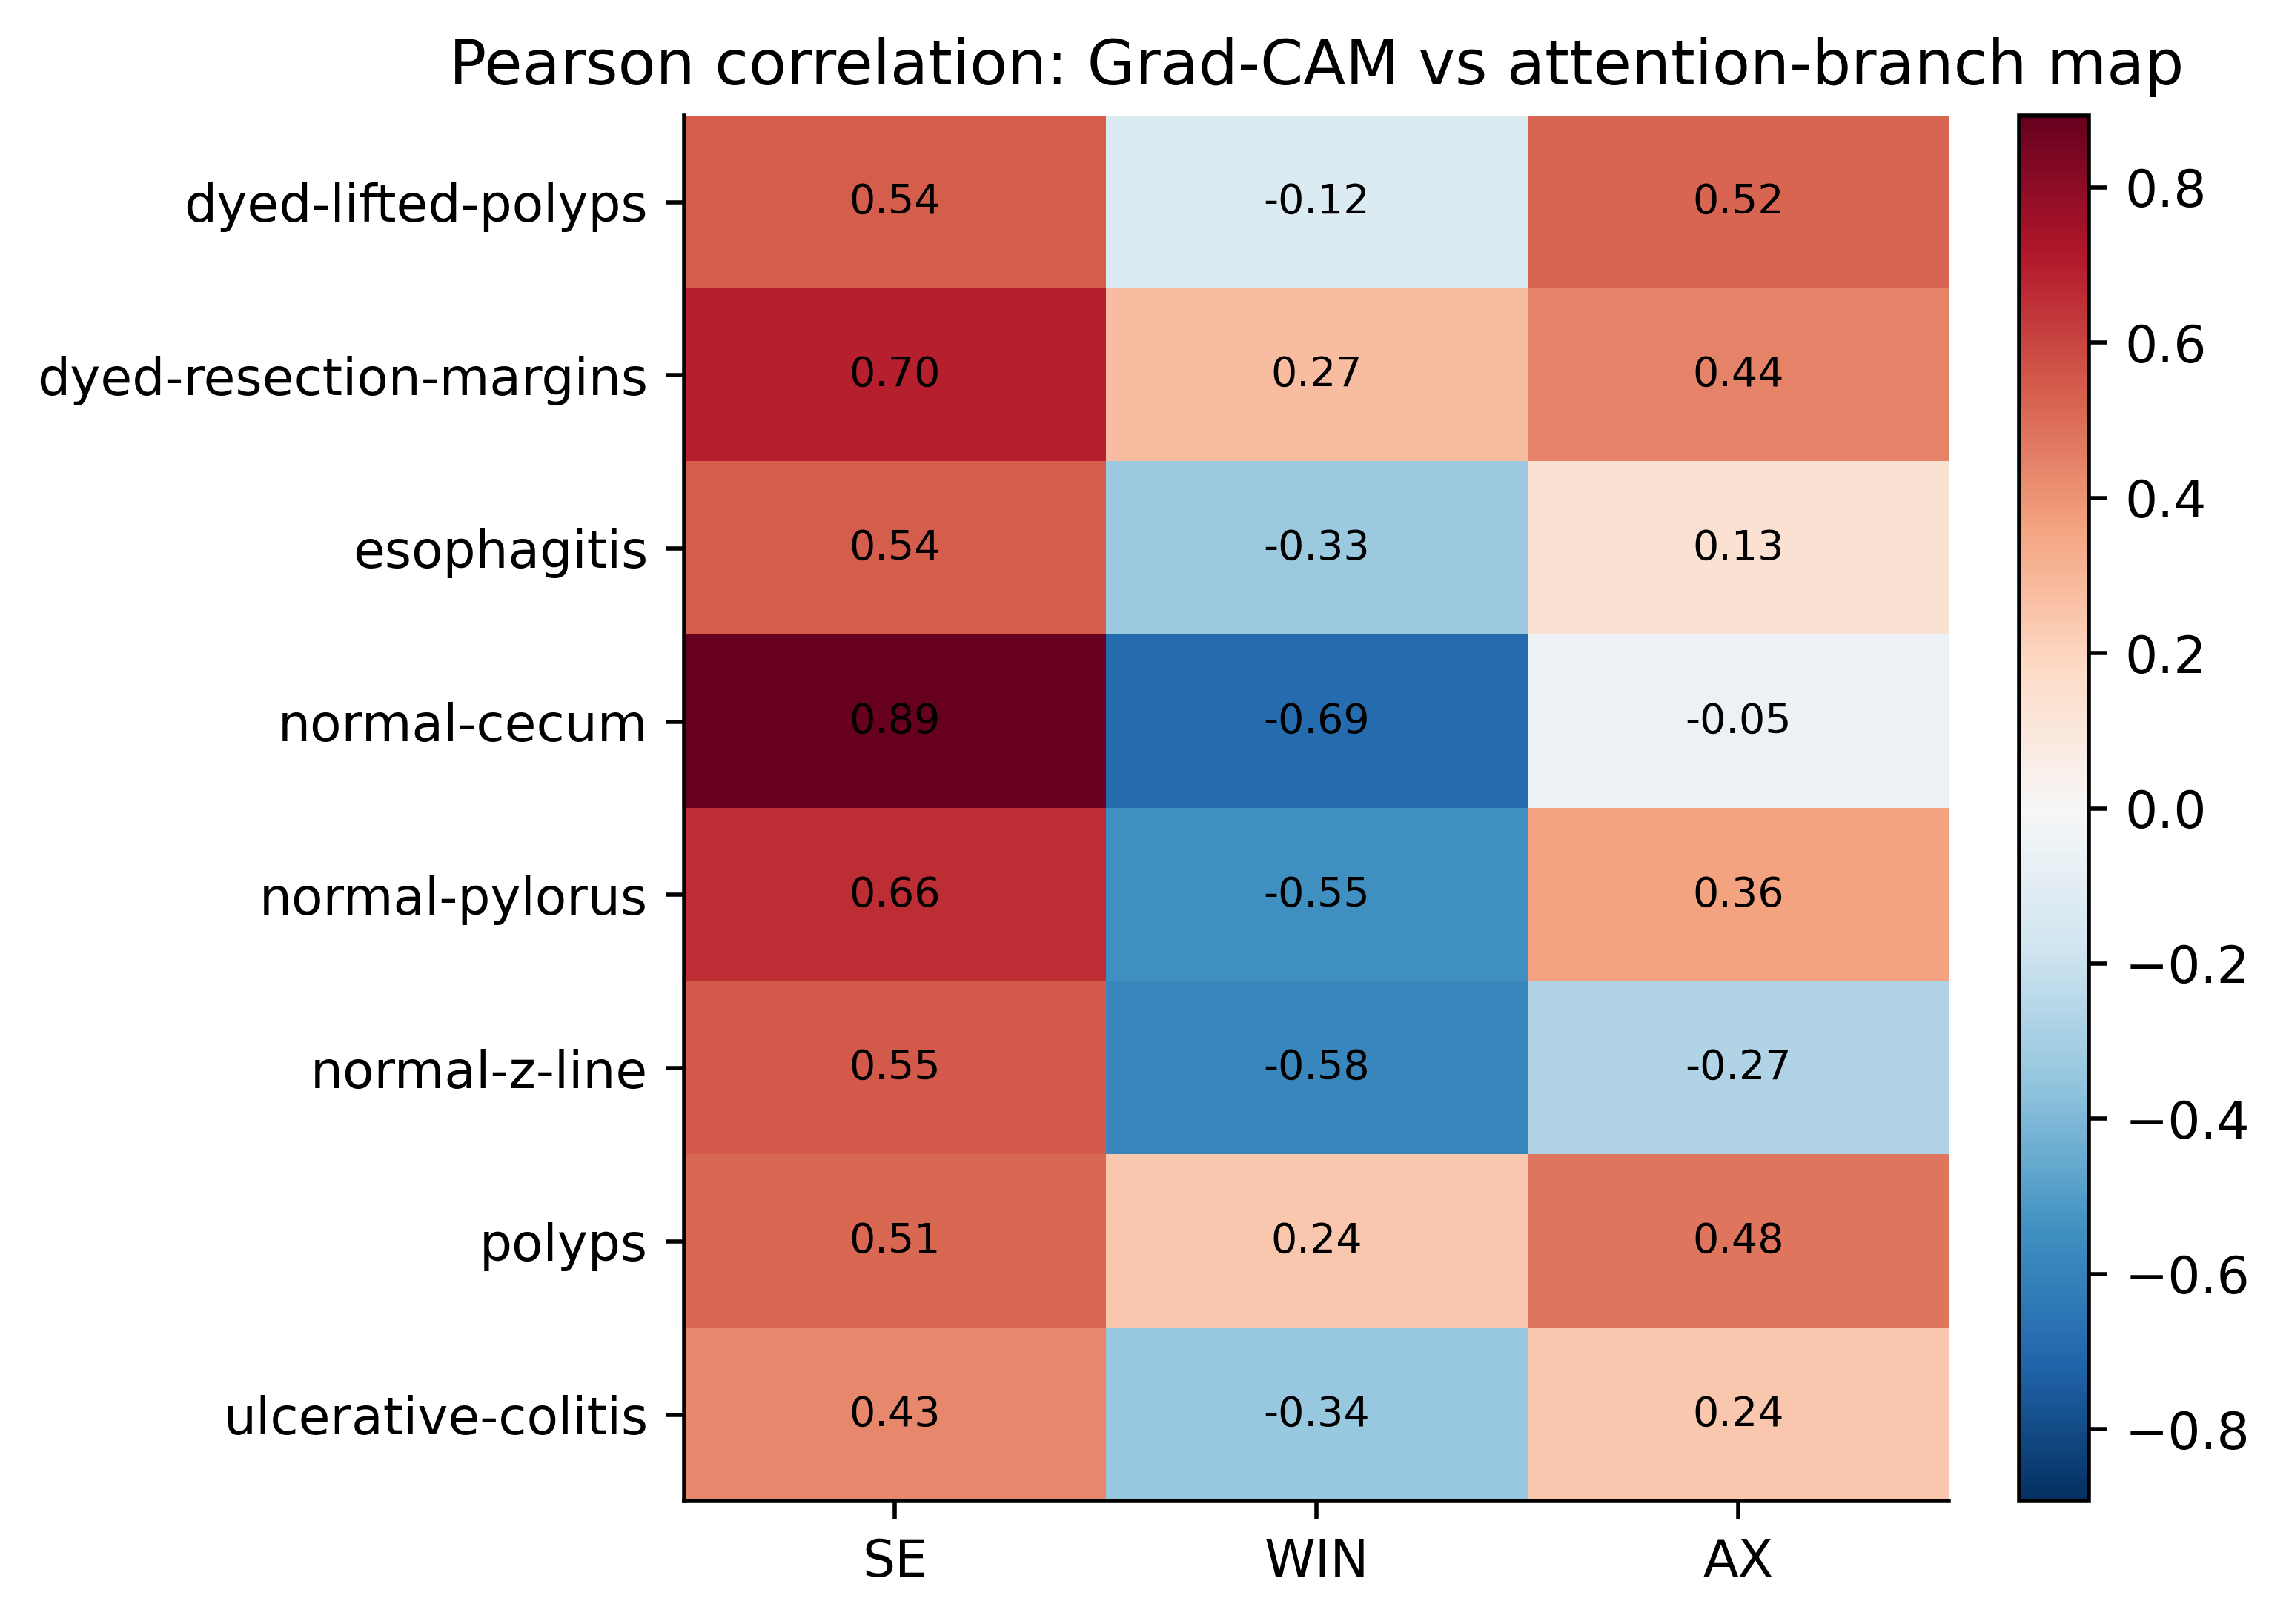 Pearson correlation: Grad-CAM vs attention-branch map
dyed-lifted-polyps 0.54 -0.12 0.52
dyed-resection-margins 0.70 0.27 0.44
esophagitis 0.54 -0.33 0.13
normal-cecum 0.89 -0.69 -0.05
normal-pylorus 0.66 -0.55 0.36
normal-z-line 0.55 -0.58 -0.27
polyps 0.51 0.24 0.48
ulcerative-colitis 0.43 -0.34 0.24
SE WIN AX
0.8
0.6
0.4
0.2
0.0
−0.2
−0.4
−0.6
−0.8